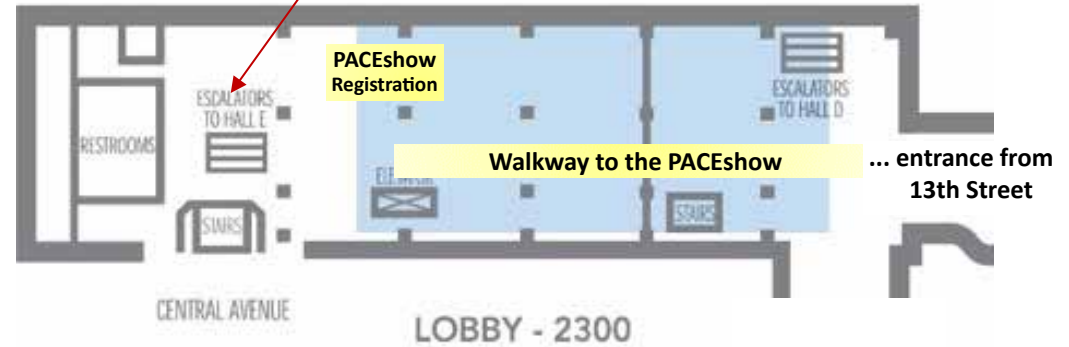 PACEshow
Registration
ESCALATORS
TO HALL E
ESCALATORS
TO HALL D
RESTROOMS
Walkway to the PACEshow
... entrance from
13th Street
ELEVATOR
STAIRS
STAIRS
CENTRAL AVENUE
LOBBY - 2300